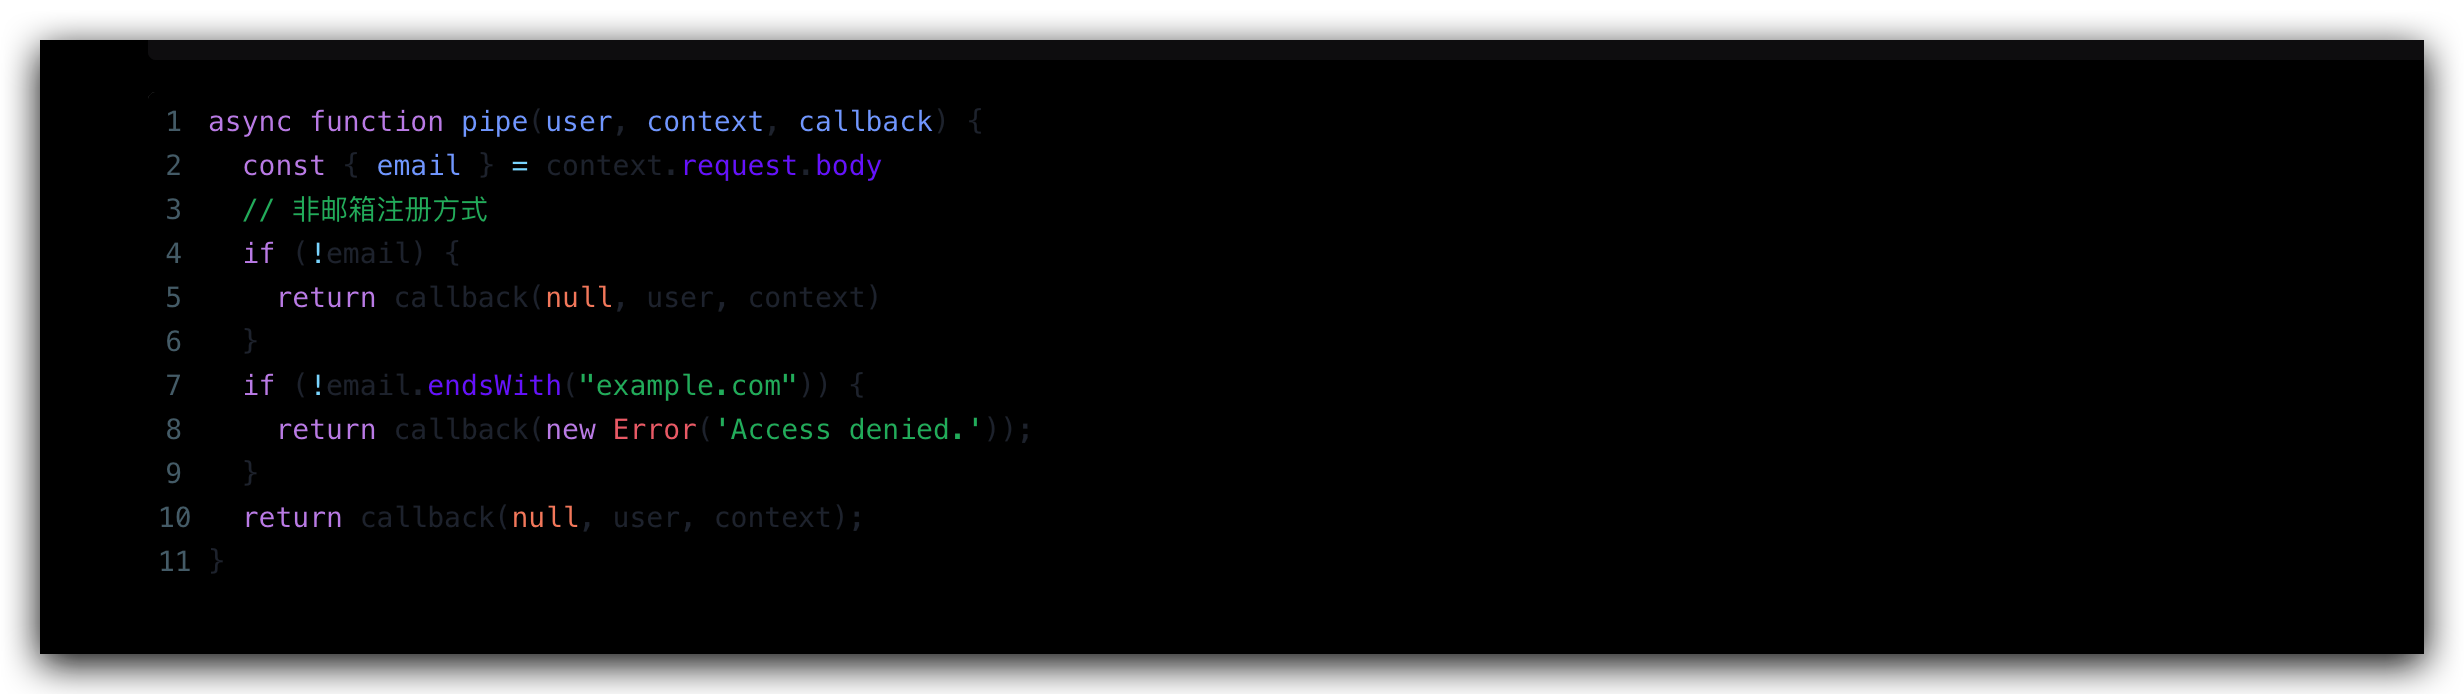 1 async function pipe(user, context, callback) {
2   const { email } = context.request.body
3   // 非邮箱注册方式
4   if (!email) {
5     return callback(null, user, context)
6   }
7   if (!email.endsWith("example.com")) {
8     return callback(new Error('Access denied.'));
9   }
10   return callback(null, user, context);
11 }